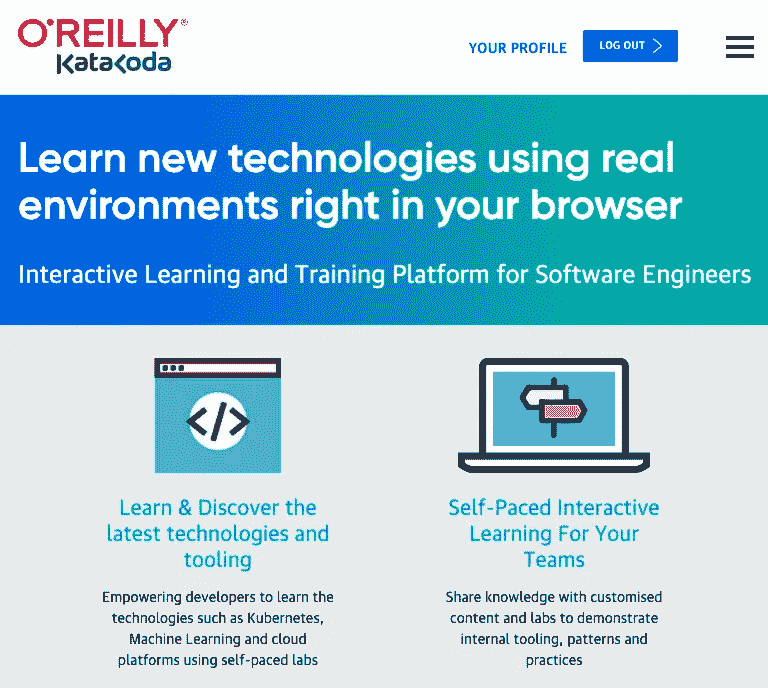 O'REILLY®
Katacoda
YOUR PROFILE
LOG OUT
Learn new technologies using real
environments right in your browser
Interactive Learning and Training Platform for Software Engineers
</>
Learn & Discover the
latest technologies and
tooling
Empowering developers to learn the
technologies such as Kubernetes,
Machine Learning and cloud
platforms using self-paced labs
Self-Paced Interactive
Learning For Your
Teams
Share knowledge with customised
content and labs to demonstrate
internal tooling, patterns and
practices